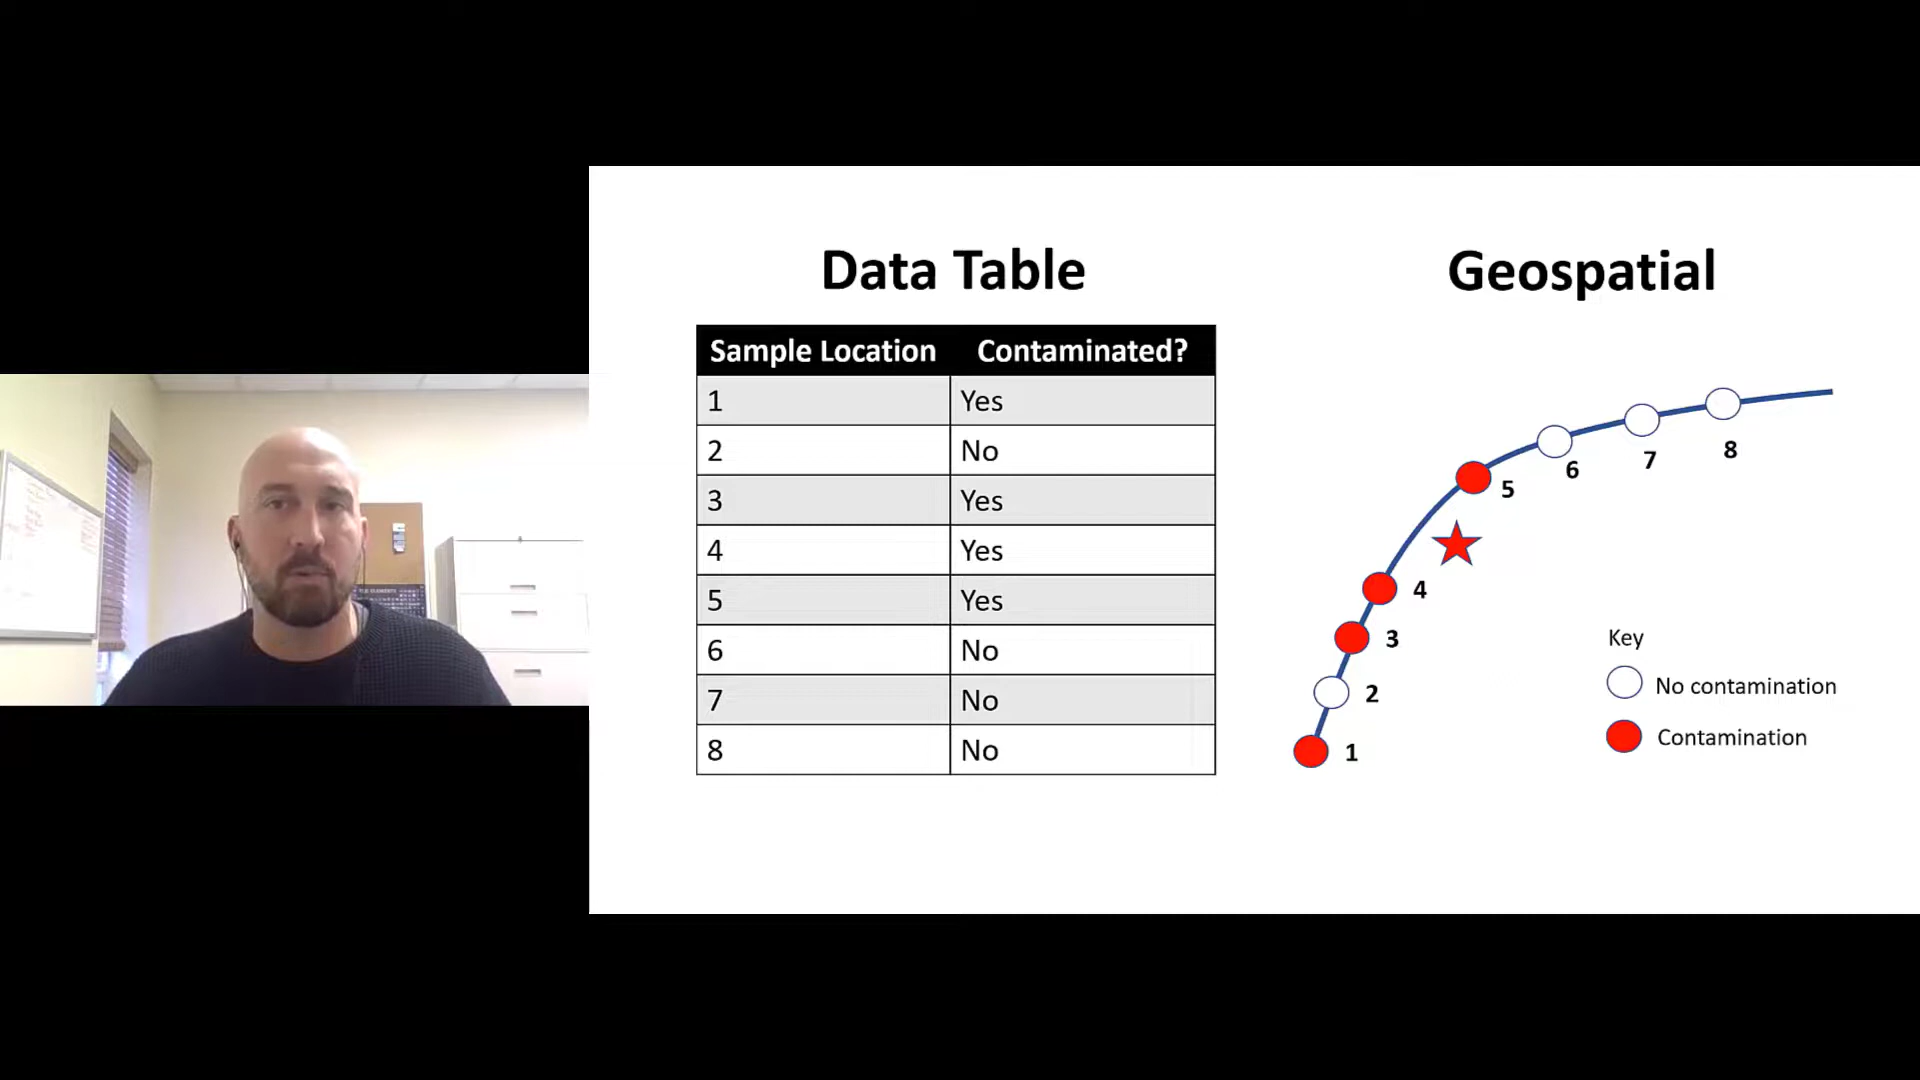 Data Table
Sample Location Contaminated?
1 Yes
2 No
3 Yes
4 Yes
5 Yes
6 No
7 No
8 No
Geospatial
8
7
6
5
4
3
2
1
Key
No contamination
Contamination